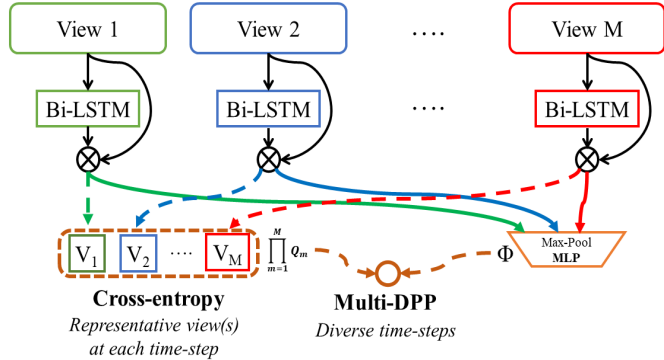 View 1
View 2
....
View M
Bi-LSTM
Bi-LSTM
....
Bi-LSTM
V1 V2 .... VM
M
∏ Qm
m=1
Φ
Max-Pool
MLP
Cross-entropy
Representative view(s)
at each time-step
Multi-DPP
Diverse time-steps